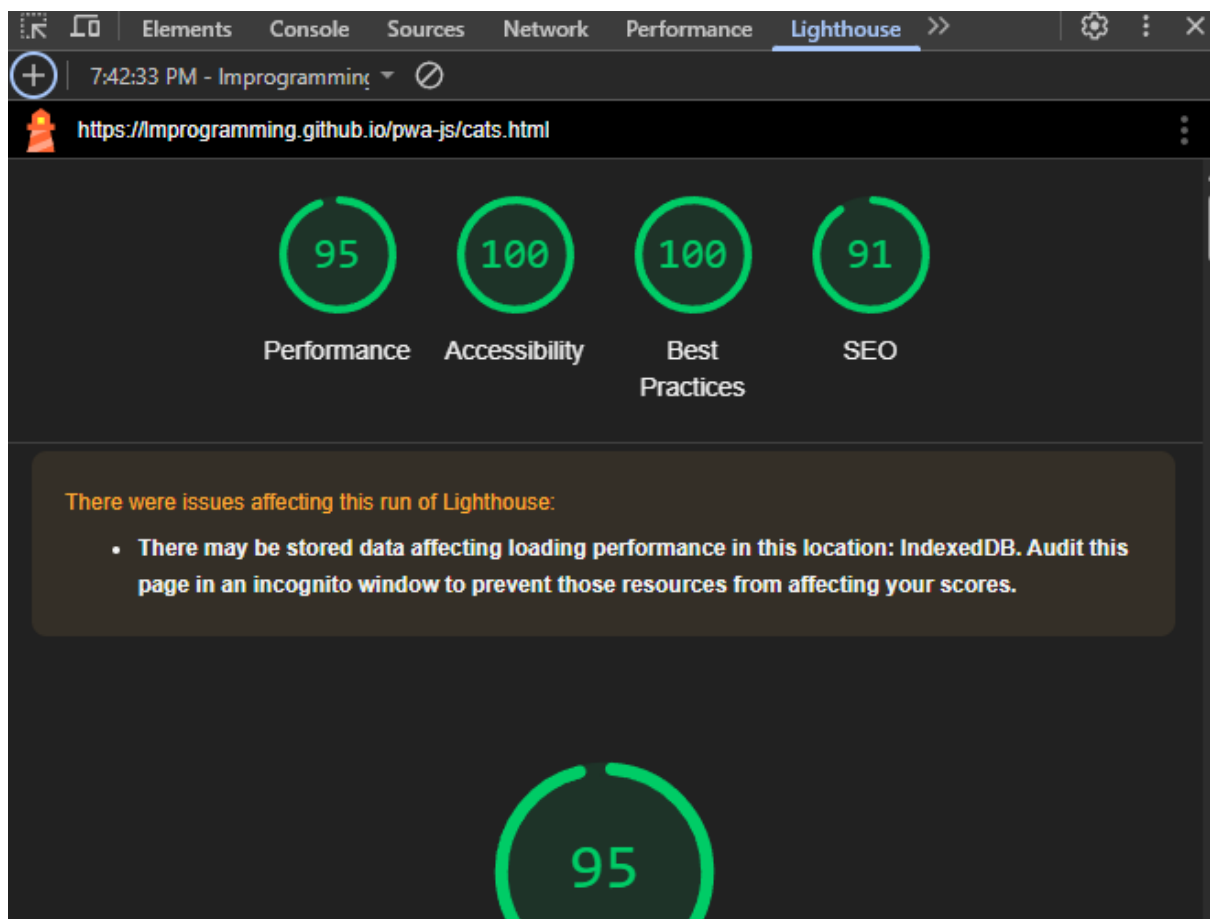 Elements Console Sources Network Performance Lighthouse
7:42:33 PM - Improgramming
https://Improgramming.github.io/pwa-js/cats.html
95 100 100 91
Performance Accessibility Best Practices SEO
There were issues affecting this run of Lighthouse:
• There may be stored data affecting loading performance in this location: IndexedDB. Audit this
page in an incognito window to prevent those resources from affecting your scores.
95